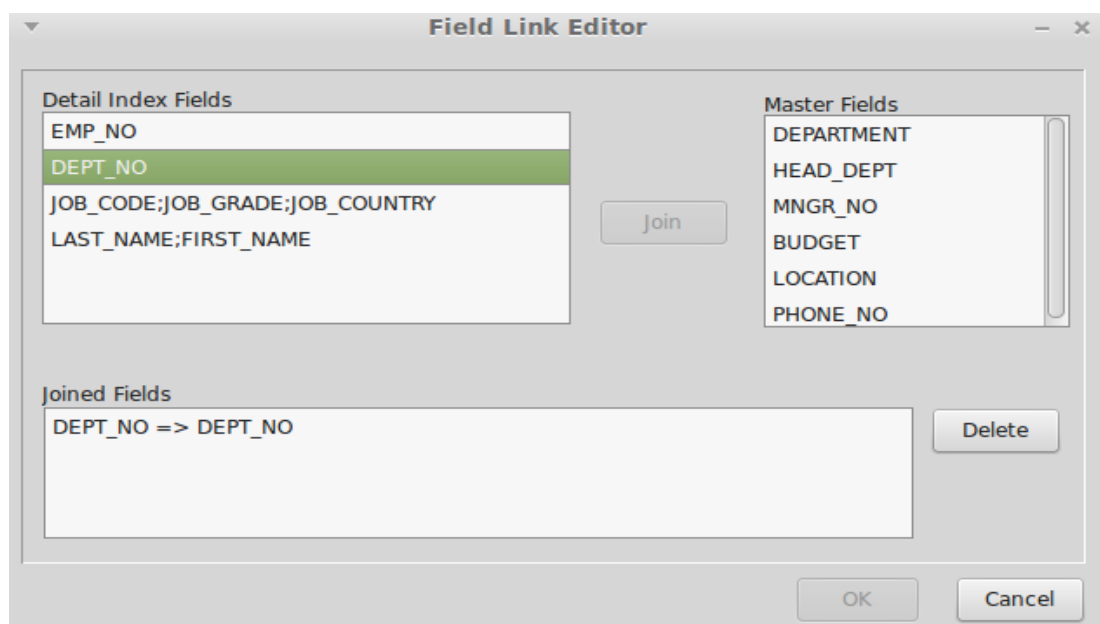 Field Link Editor
Detail Index Fields
EMP_NO
DEPT_NO
JOB_CODE;JOB_GRADE;JOB_COUNTRY
LAST_NAME;FIRST_NAME
Join
Master Fields
DEPARTMENT
HEAD_DEPT
MNGR_NO
BUDGET
LOCATION
PHONE_NO
Joined Fields
DEPT_NO => DEPT_NO
Delete
OK
Cancel